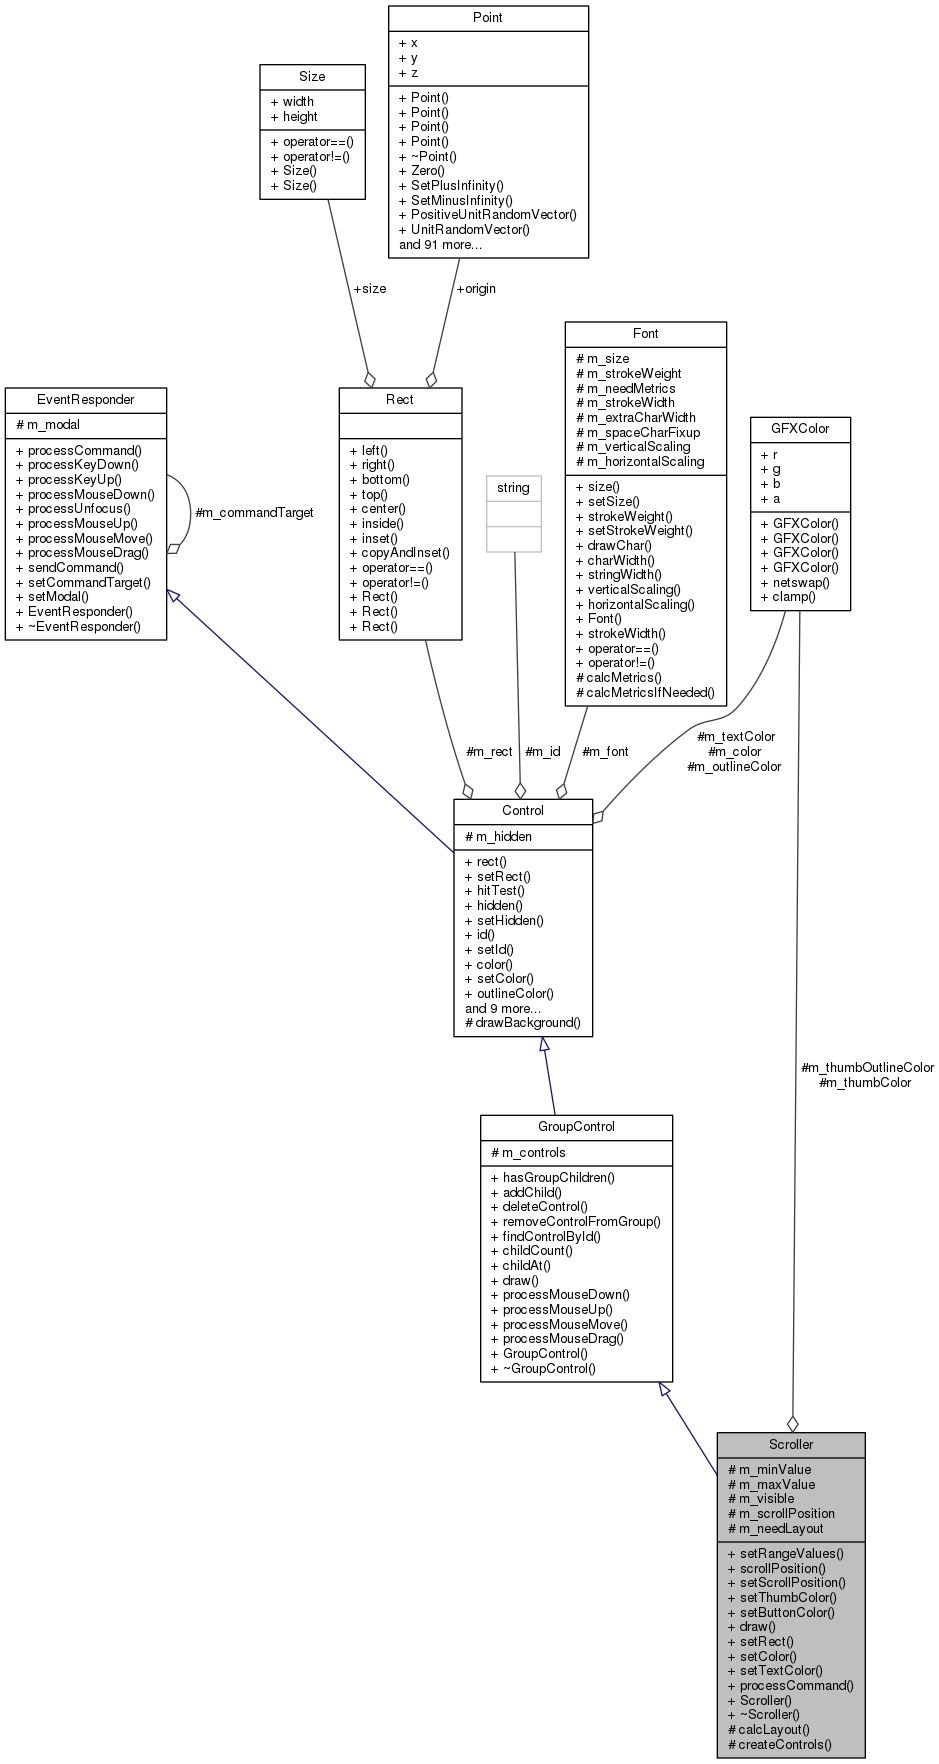 Point
+ x
+ y
+ z
+ Point()
+ Point()
+ Point()
+ Point()
+ ~Point()
+ Zero()
+ SetPlusInfinity()
+ SetMinusInfinity()
+ PositiveUnitRandomVector()
+ UnitRandomVector()
and 91 more...
Size
+ width
+ height
+ operator==()
+ operator!=()
+ Size()
+ Size()
+size
+origin
EventResponder
# m_modal
+ processCommand()
+ processKeyDown()
+ processKeyUp()
+ processMouseDown()
+ processUnfocus()
+ processMouseUp()
+ processMouseMove()
+ processMouseDrag()
+ sendCommand()
+ setCommandTarget()
+ setModal()
+ EventResponder()
+ ~EventResponder()
#m_commandTarget
Rect
+ left()
+ right()
+ bottom()
+ top()
+ center()
+ inside()
+ inset()
+ copyAndInset()
+ operator==()
+ operator!=()
+ Rect()
+ Rect()
+ Rect()
string
Font
# m_size
# m_strokeWeight
# m_needMetrics
# m_strokeWidth
# m_extraCharWidth
# m_spaceCharFixup
# m_verticalScaling
# m_horizontalScaling
+ size()
+ setSize()
+ strokeWeight()
+ setStrokeWeight()
+ drawChar()
+ charWidth()
+ stringWidth()
+ verticalScaling()
+ horizontalScaling()
+ Font()
+ strokeWidth()
+ operator==()
+ operator!=()
# calcMetrics()
# calcMetricsIfNeeded()
GFXColor
+ r
+ g
+ b
+ a
+ GFXColor()
+ GFXColor()
+ GFXColor()
+ GFXColor()
+ netswap()
+ clamp()
#m_rect
#m_id
#m_font
#m_textColor
#m_color
#m_outlineColor
Control
# m_hidden
+ rect()
+ setRect()
+ hitTest()
+ hidden()
+ setHidden()
+ id()
+ setId()
+ color()
+ setColor()
+ outlineColor()
and 9 more...
# drawBackground()
#m_thumbOutlineColor
#m_thumbColor
GroupControl
# m_controls
+ hasGroupChildren()
+ addChild()
+ deleteControl()
+ removeControlFromGroup()
+ findControlById()
+ childCount()
+ childAt()
+ draw()
+ processMouseDown()
+ processMouseUp()
+ processMouseMove()
+ processMouseDrag()
+ GroupControl()
+ ~GroupControl()
Scroller
# m_minValue
# m_maxValue
# m_visible
# m_scrollPosition
# m_needLayout
+ setRangeValues()
+ scrollPosition()
+ setScrollPosition()
+ setThumbColor()
+ setButtonColor()
+ draw()
+ setRect()
+ setColor()
+ setTextColor()
+ processCommand()
+ Scroller()
+ ~Scroller()
# calcLayout()
# createControls()